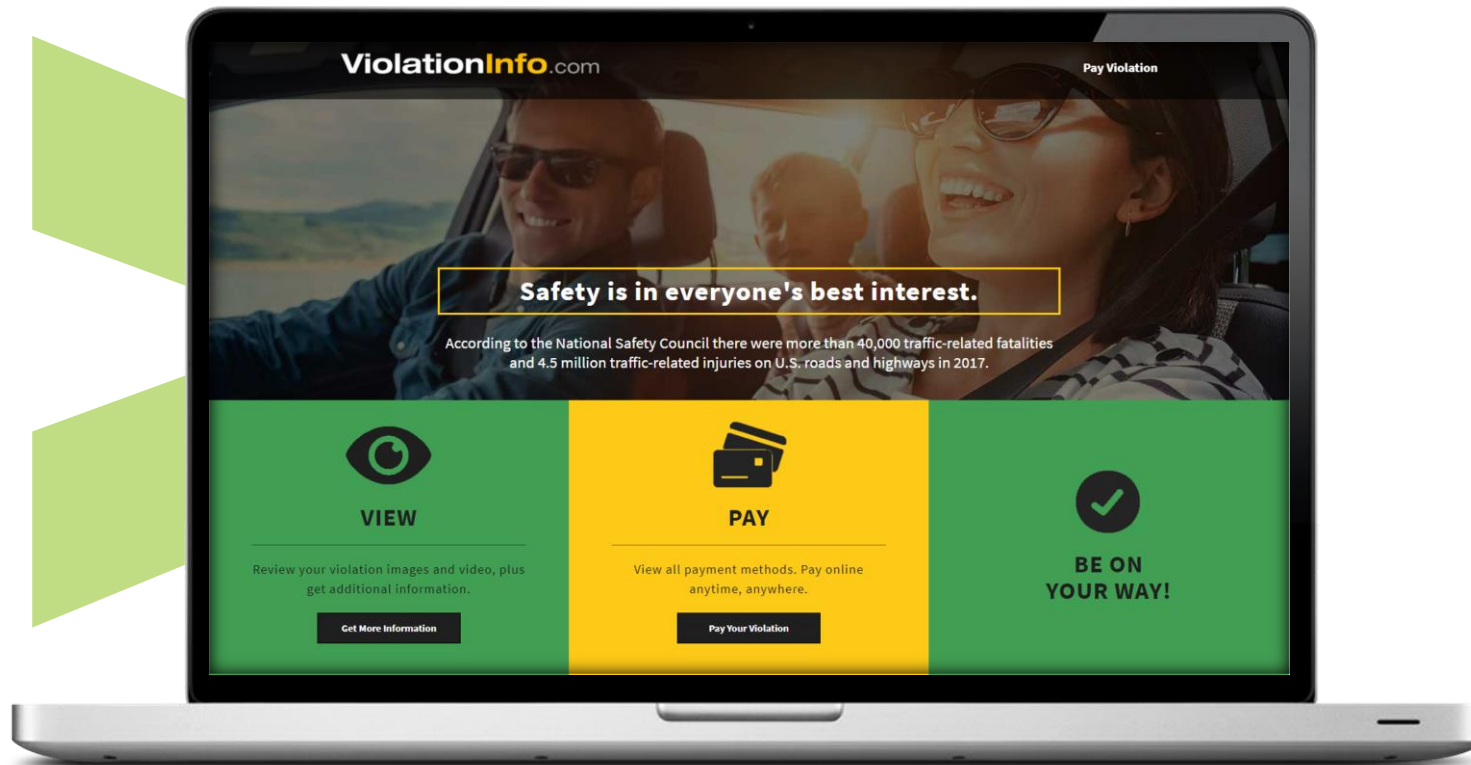 ViolationInfo.com
Pay Violation
Safety is in everyone's best interest.
According to the National Safety Council there were more than 40,000 traffic-related fatalities
and 4.5 million traffic-related injuries on U.S. roads and highways in 2017.
VIEW
Review your violation images and video, plus
get additional information.
Get More Information
PAY
View all payment methods. Pay online
anytime, anywhere.
Pay Your Violation
BE ON
YOUR WAY!